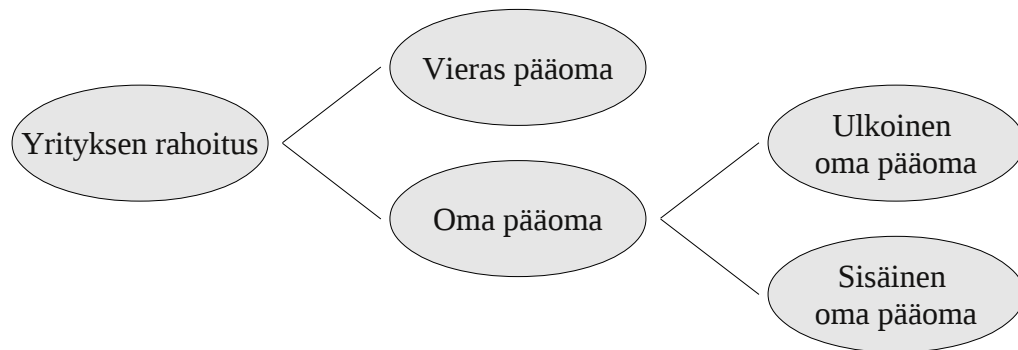 Vieras pääoma
Yrityksen rahoitus
Ulkoinen
oma pääoma
Oma pääoma
Sisäinen
oma pääoma